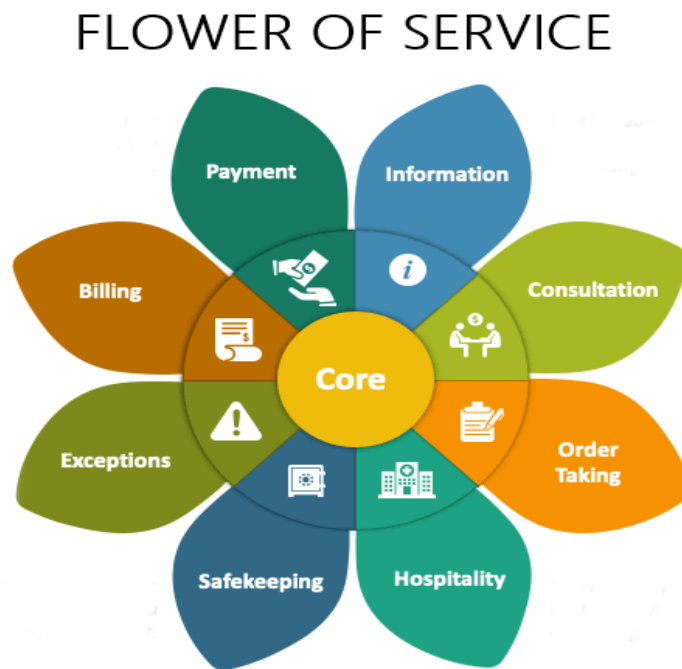 FLOWER OF SERVICE
Payment
Information
Billing
Consultation
Core
Exceptions
Order
Taking
Safekeeping
Hospitality